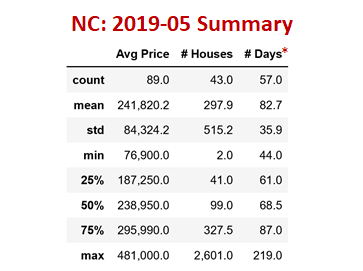 NC: 2019-05 Summary
Avg Price # Houses # Days*
count 89.0 43.0 57.0
mean 241,820.2 297.9 82.7
std 84,324.2 515.2 35.9
min 76,900.0 2.0 44.0
25% 187,250.0 41.0 61.0
50% 238,950.0 99.0 68.5
75% 295,990.0 327.5 87.0
max 481,000.0 2,601.0 219.0